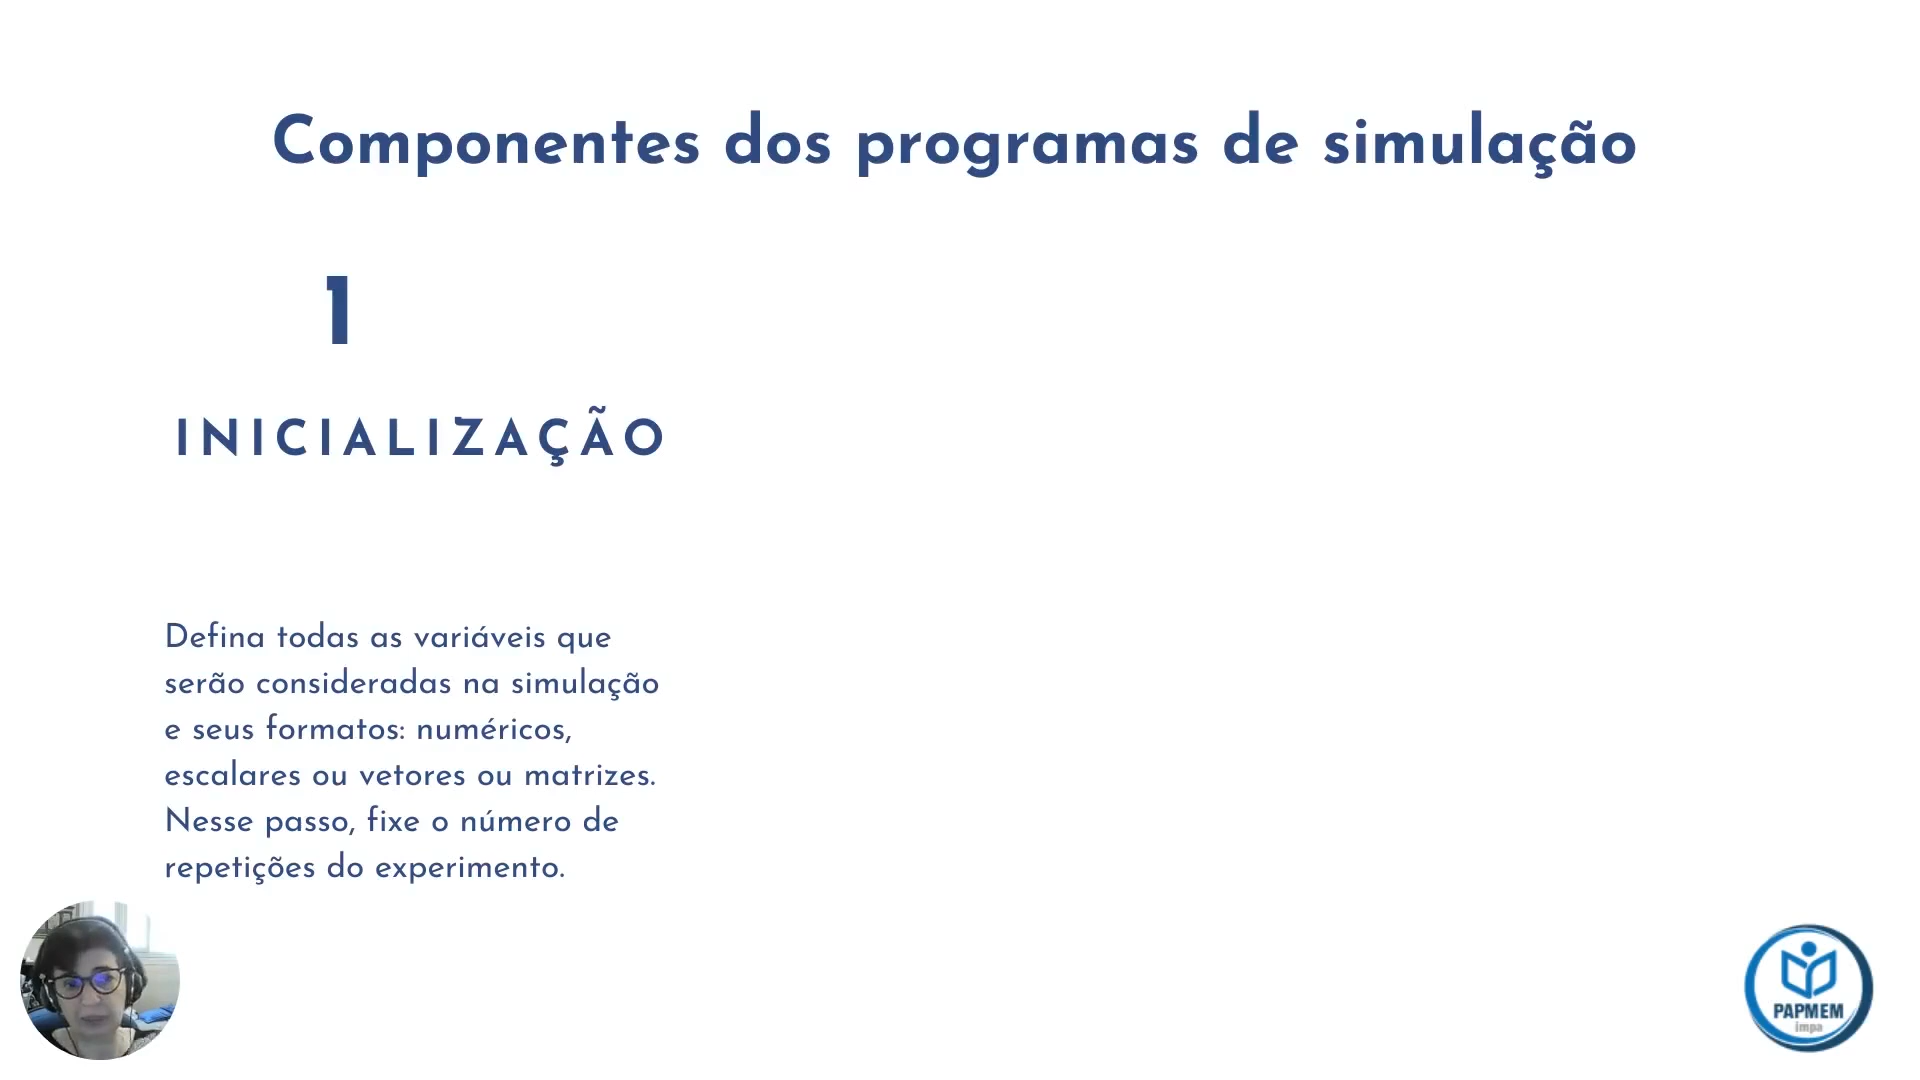 Componentes dos programas de simulação
1
INICIALIZAÇÃO
Defina todas as variáveis que
serão consideradas na simulação
e seus formatos: numéricos,
escalares ou vetores ou matrizes.
Nesse passo, fixe o número de
repetições do experimento.
PAPMEM
impa